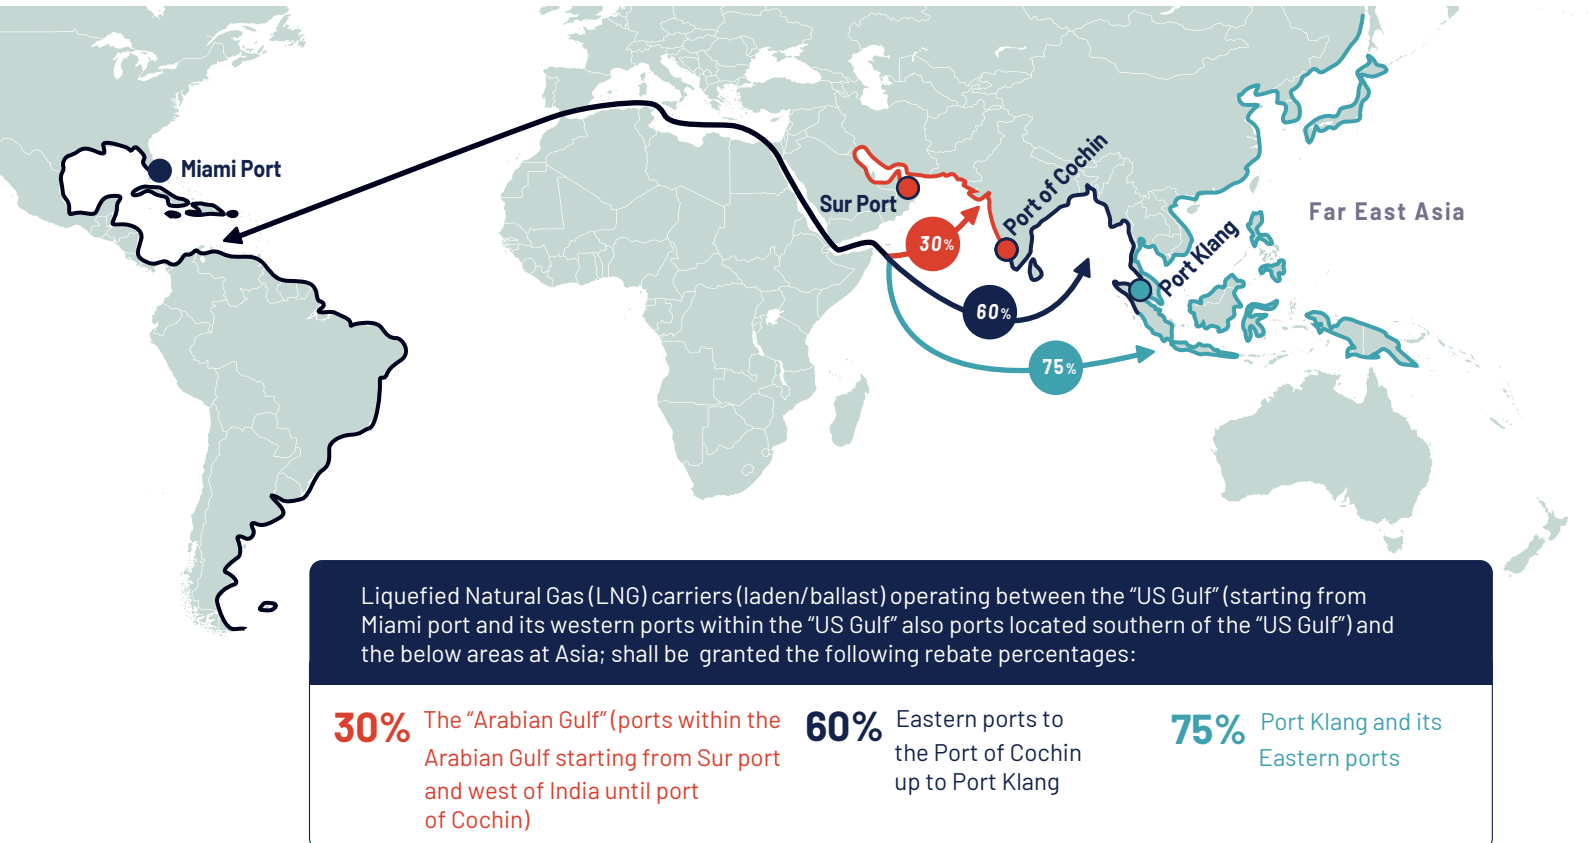 Miami Port
Sur Port
Port of Cochin
Port Klang
Far East Asia
30%
60%
75%
Liquefied Natural Gas (LNG) carriers (laden/ballast) operating between the “US Gulf” (starting from
Miami port and its western ports within the “US Gulf” also ports located southern of the “US Gulf”) and
the below areas at Asia; shall be granted the following rebate percentages:
30%
The “Arabian Gulf” (ports within the
Arabian Gulf starting from Sur port
and west of India until port
of Cochin)
60%
Eastern ports to
the Port of Cochin
up to Port Klang
75%
Port Klang and its
Eastern ports